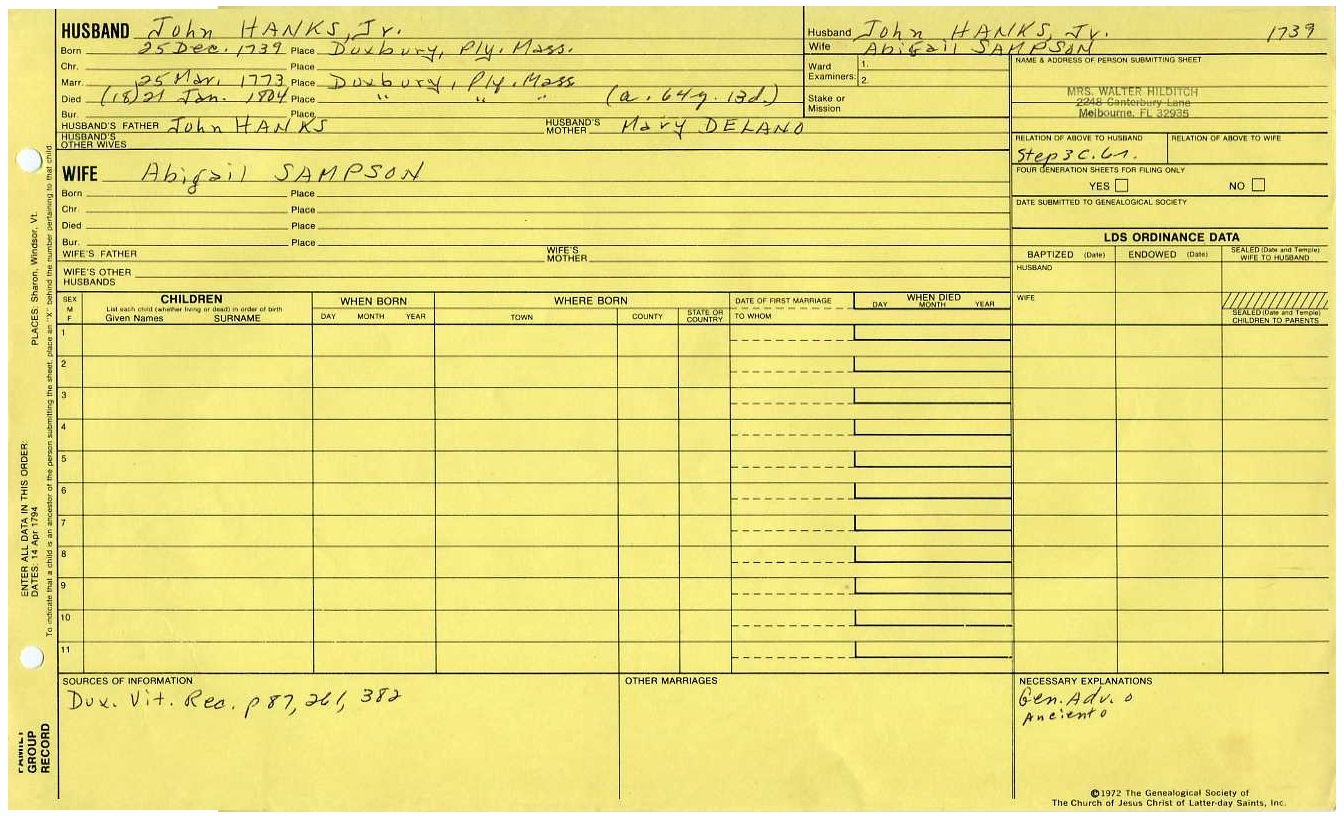 HUSBAND John HANKS, Jr.
Born 25 Dec. 1739 Place Duxbury, Ply. Mass.
Chr. Place
Marr. 25 Mar. 1773 Place Duxbury, Ply. Mass
Died (18) 21 Jan. 1804 Place " " " (a. 64y. 13d.)
Bur. Place
HUSBAND'S FATHER John HANKS HUSBAND'S MOTHER Mary DELANO
HUSBAND'S OTHER WIVES
Husband John HANKS, Jr. 1739
Wife Abigail SAMPSON
Ward Examiners: 1.
2.
Stake or Mission
NAME & ADDRESS OF PERSON SUBMITTING SHEET
MRS. WALTER HILDITCH
2248 Canterbury Lane
Melbourne, FL 32935
RELATION OF ABOVE TO HUSBAND RELATION OF ABOVE TO WIFE
Step 3 C. 6r.
FOUR GENERATION SHEETS FOR FILING ONLY
YES NO
DATE SUBMITTED TO GENEALOGICAL SOCIETY
WIFE Abigail SAMPSON
Born Place
Chr. Place
Died Place
Bur. Place
WIFE'S FATHER WIFE'S MOTHER
WIFE'S OTHER HUSBANDS
LDS ORDINANCE DATA
BAPTIZED (Date) ENDOWED (Date) SEALED (Date and Temple) WIFE TO HUSBAND
HUSBAND
WIFE
SEALED (Date and Temple) CHILDREN TO PARENTS
SEX M F
CHILDREN
List each child (whether living or dead) in order of birth
Given Names SURNAME
WHEN BORN
DAY MONTH YEAR
WHERE BORN
TOWN COUNTY STATE OR COUNTRY
DATE OF FIRST MARRIAGE
TO WHOM
WHEN DIED
DAY MONTH YEAR
1
2
3
4
5
6
7
8
9
10
11
SOURCES OF INFORMATION
Dux. Vit. Rec. p 87, 261, 382
OTHER MARRIAGES
NECESSARY EXPLANATIONS
Gen. Adv. o
Ancient o
©1972 The Genealogical Society of
The Church of Jesus Christ of Latter-day Saints, Inc.
FAMILY GROUP RECORD
ENTER ALL DATA IN THIS ORDER:
DATES: 14 Apr 1794
PLACES: Sharon, Windsor, Vt.
To indicate that a child is an ancestor of the person submitting the sheet, place an "X" behind the number pertaining to that child.